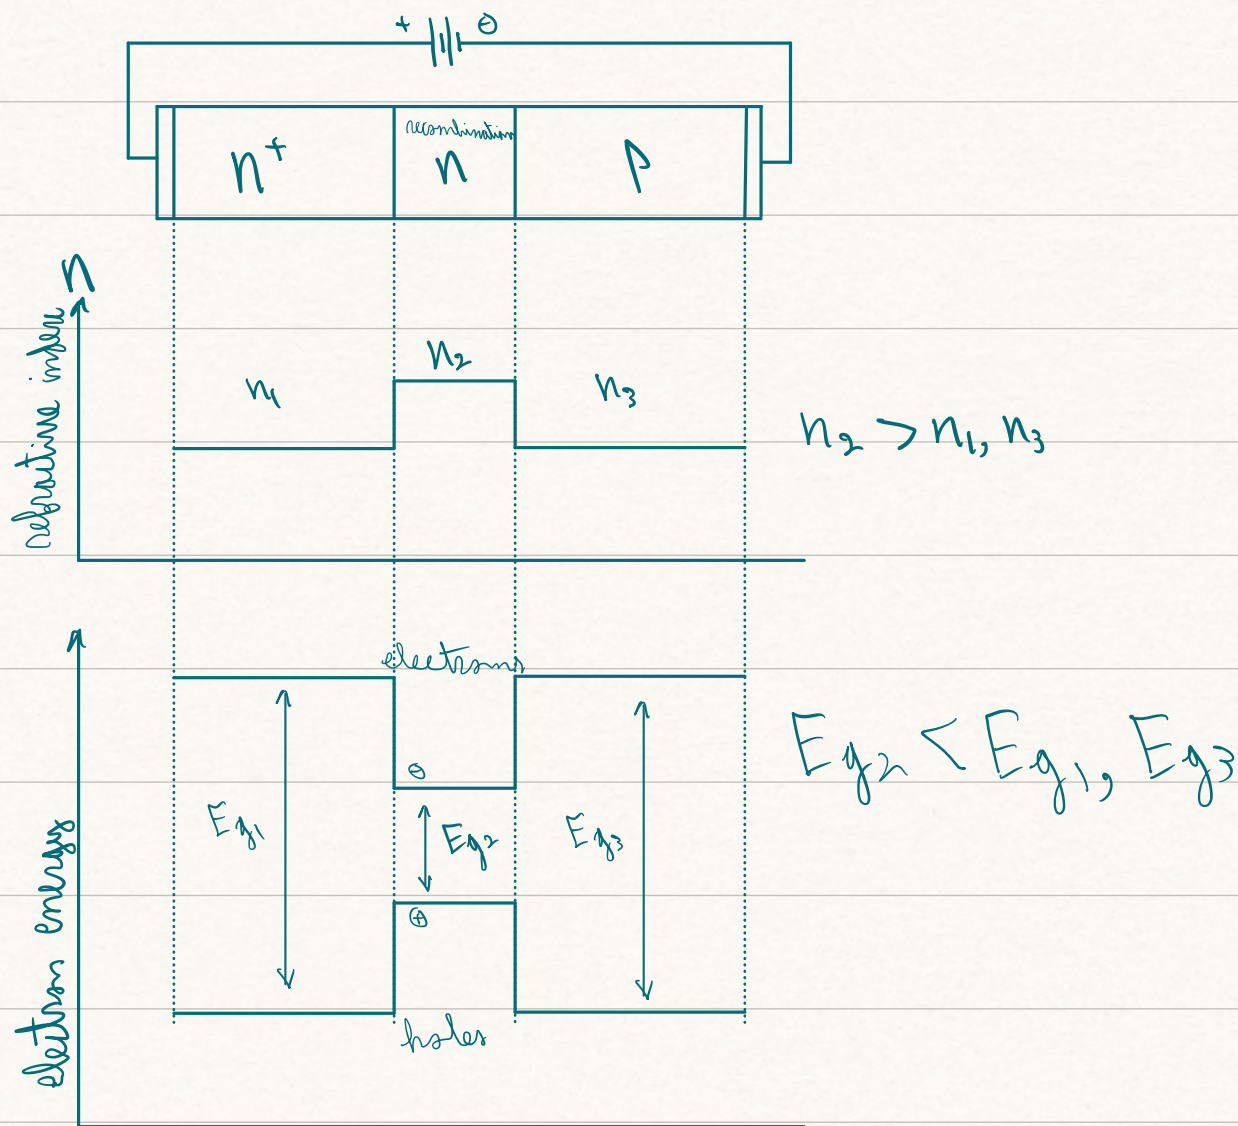 + ⊖
n⁺
recombination
n
p
n
refractive index
n₁
n₂
n₃
n₂ > n₁, n₃
electrons
⊖
Eg₁
Eg₂
Eg₃
⊕
holes
electron energy
Eg₂ < Eg₁, Eg₃